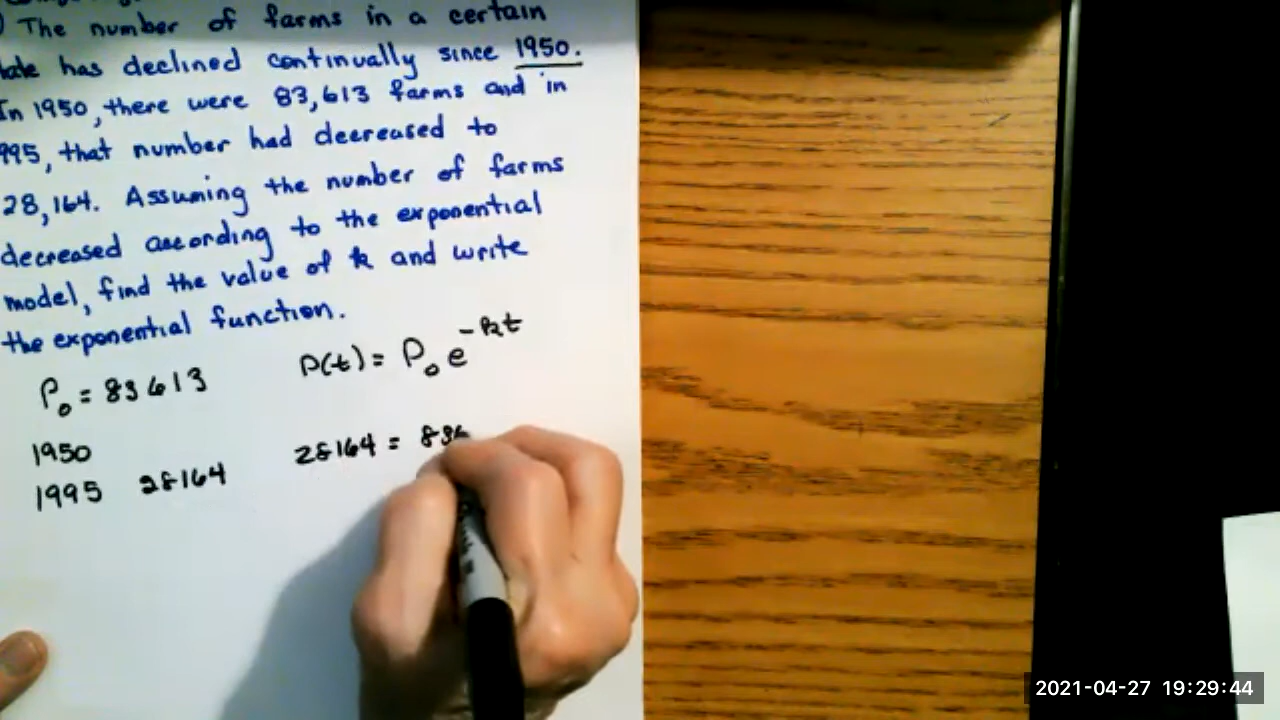 ) The number of farms in a certain
tate has declined continually since 1950.
In 1950, there were 83,613 farms and in
995, that number had decreased to
28,164. Assuming the number of farms
decreased according to the exponential
model, find the value of k and write
the exponential function.
P₀ = 83613
P(t) = P₀ e^-kt
1950
28164 = 836
1995 28164
2021-04-27 19:29:44